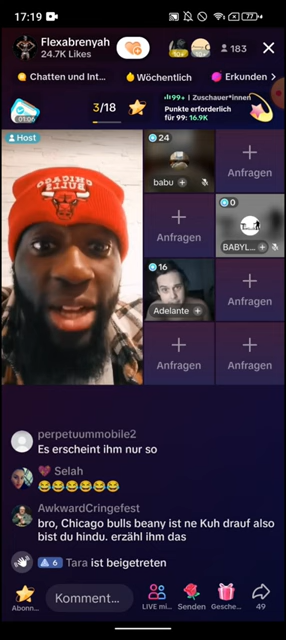 17:19
77
Flexabrenyah
24.7K Likes
10+
10+
183
Chatten und Int...
Wöchentlich
Erkunden
01:06
3/18
99+ | Zuschauer*innen
Punkte erforderlich
für 99: 16.9K
Host
CHICAGO
BULLS
24
babu
Anfragen
Anfragen
0
BABYL...
16
Adelante
Anfragen
Anfragen
Anfragen
perpetuummobile2
Es erscheint ihm nur so
Selah
😂😂😂😂😂😂
AwkwardCringefest
bro, Chicago bulls beany ist ne Kuh drauf also
bist du hindu. erzähl ihm das
6 Tara ist beigetreten
Abonn...
Kommentc...
LIVE mi...
Senden
Gesche...
49